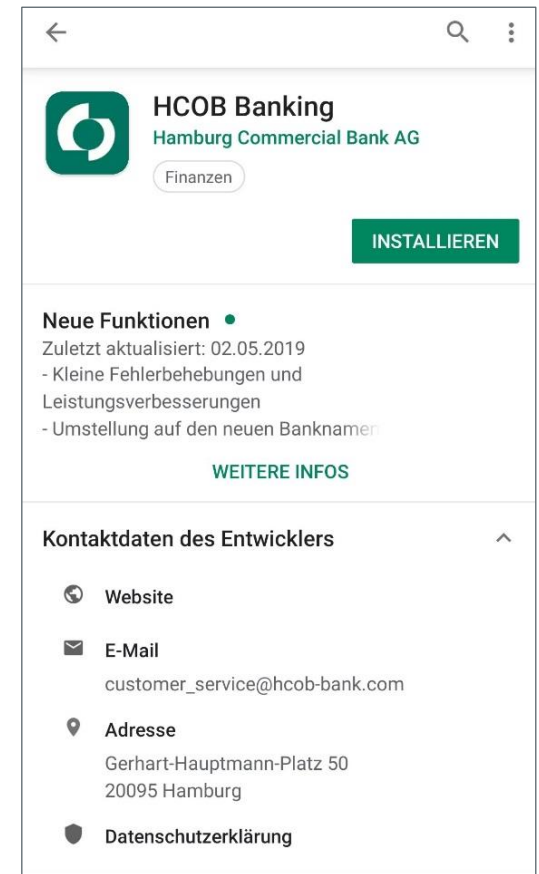 HCOB Banking
Hamburg Commercial Bank AG
Finanzen
INSTALLIEREN
Neue Funktionen
Zuletzt aktualisiert: 02.05.2019
- Kleine Fehlerbehebungen und
Leistungsverbesserungen
- Umstellung auf den neuen Banknamen
WEITERE INFOS
Kontaktdaten des Entwicklers
Website
E-Mail
customer_service@hcob-bank.com
Adresse
Gerhart-Hauptmann-Platz 50
20095 Hamburg
Datenschutzerklärung